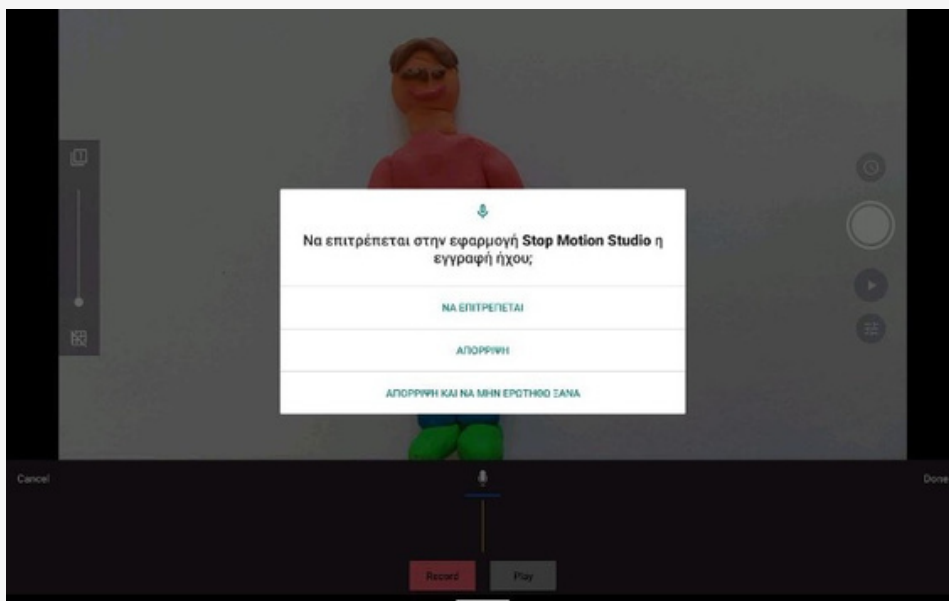 Να επιτρέπεται στην εφαρμογή Stop Motion Studio η
εγγραφή ήχου;
ΝΑ ΕΠΙΤΡΕΠΕΤΑΙ
ΑΠΟΡΡΙΨΗ
ΑΠΟΡΡΙΨΗ ΚΑΙ ΝΑ ΜΗΝ ΕΡΩΤΗΘΩ ΞΑΝΑ
Cancel
Done
Record
Play